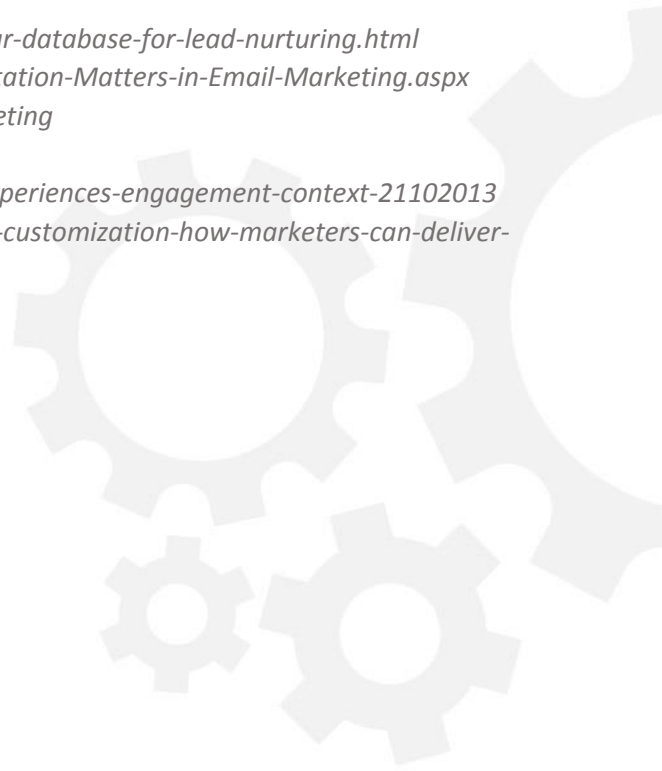 r-database-for-lead-nurturing.html
tation-Matters-in-Email-Marketing.aspx
eting
periences-engagement-context-21102013
-customization-how-marketers-can-deliver-